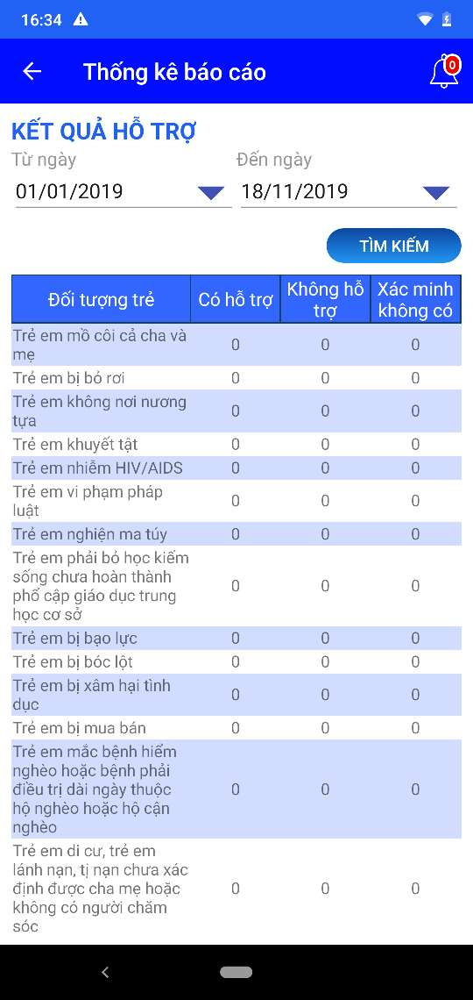 16:34
Thống kê báo cáo
0
KẾT QUẢ HỖ TRỢ
Từ ngày Đến ngày
01/01/2019 18/11/2019
TÌM KIẾM
Đối tượng trẻ Có hỗ trợ Không hỗ trợ Xác minh không có
Trẻ em mồ côi cả cha và
mẹ
0 0 0
Trẻ em bị bỏ rơi 0 0 0
Trẻ em không nơi nương
tựa
0 0 0
Trẻ em khuyết tật 0 0 0
Trẻ em nhiễm HIV/AIDS 0 0 0
Trẻ em vi phạm pháp
luật
0 0 0
Trẻ em nghiện ma túy 0 0 0
Trẻ em phải bỏ học kiếm
sống chưa hoàn thành
phổ cập giáo dục trung
học cơ sở
0 0 0
Trẻ em bị bạo lực 0 0 0
Trẻ em bị bóc lột 0 0 0
Trẻ em bị xâm hại tình
dục
0 0 0
Trẻ em bị mua bán 0 0 0
Trẻ em mắc bệnh hiểm
nghèo hoặc bệnh phải
điều trị dài ngày thuộc
hộ nghèo hoặc hộ cận
nghèo
0 0 0
Trẻ em di cư, trẻ em
lánh nạn, tị nạn chưa xác
định được cha mẹ hoặc
không có người chăm
sóc
0 0 0